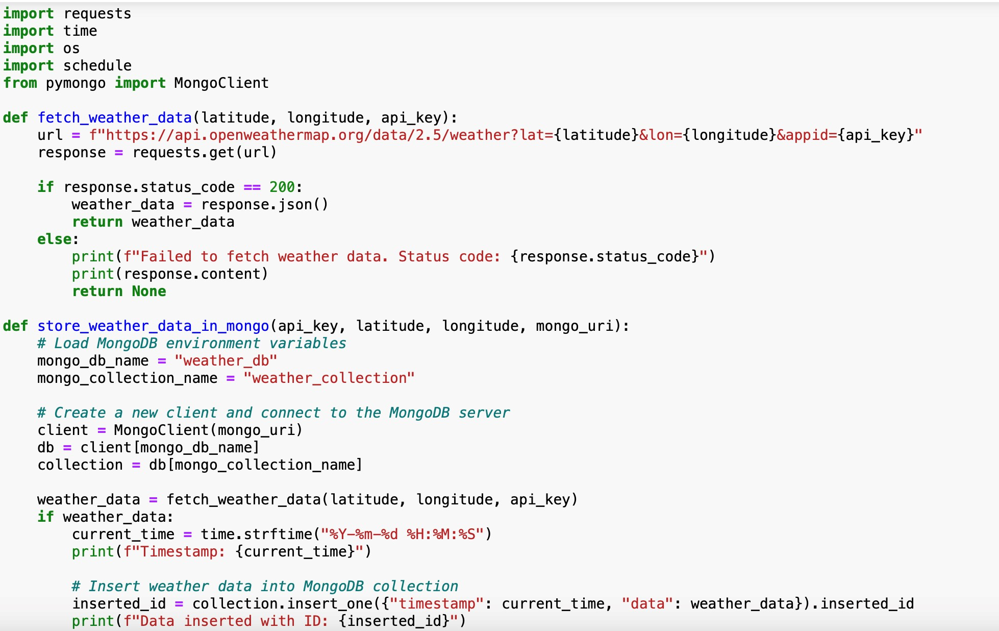 import requests
import time
import os
import schedule
from pymongo import MongoClient

def fetch_weather_data(latitude, longitude, api_key):
    url = f"https://api.openweathermap.org/data/2.5/weather?lat={latitude}&lon={longitude}&appid={api_key}"
    response = requests.get(url)

    if response.status_code == 200:
        weather_data = response.json()
        return weather_data
    else:
        print(f"Failed to fetch weather data. Status code: {response.status_code}")
        print(response.content)
        return None

def store_weather_data_in_mongo(api_key, latitude, longitude, mongo_uri):
    # Load MongoDB environment variables
    mongo_db_name = "weather_db"
    mongo_collection_name = "weather_collection"

    # Create a new client and connect to the MongoDB server
    client = MongoClient(mongo_uri)
    db = client[mongo_db_name]
    collection = db[mongo_collection_name]

    weather_data = fetch_weather_data(latitude, longitude, api_key)
    if weather_data:
        current_time = time.strftime("%Y-%m-%d %H:%M:%S")
        print(f"Timestamp: {current_time}")

        # Insert weather data into MongoDB collection
        inserted_id = collection.insert_one({"timestamp": current_time, "data": weather_data}).inserted_id
        print(f"Data inserted with ID: {inserted_id}")